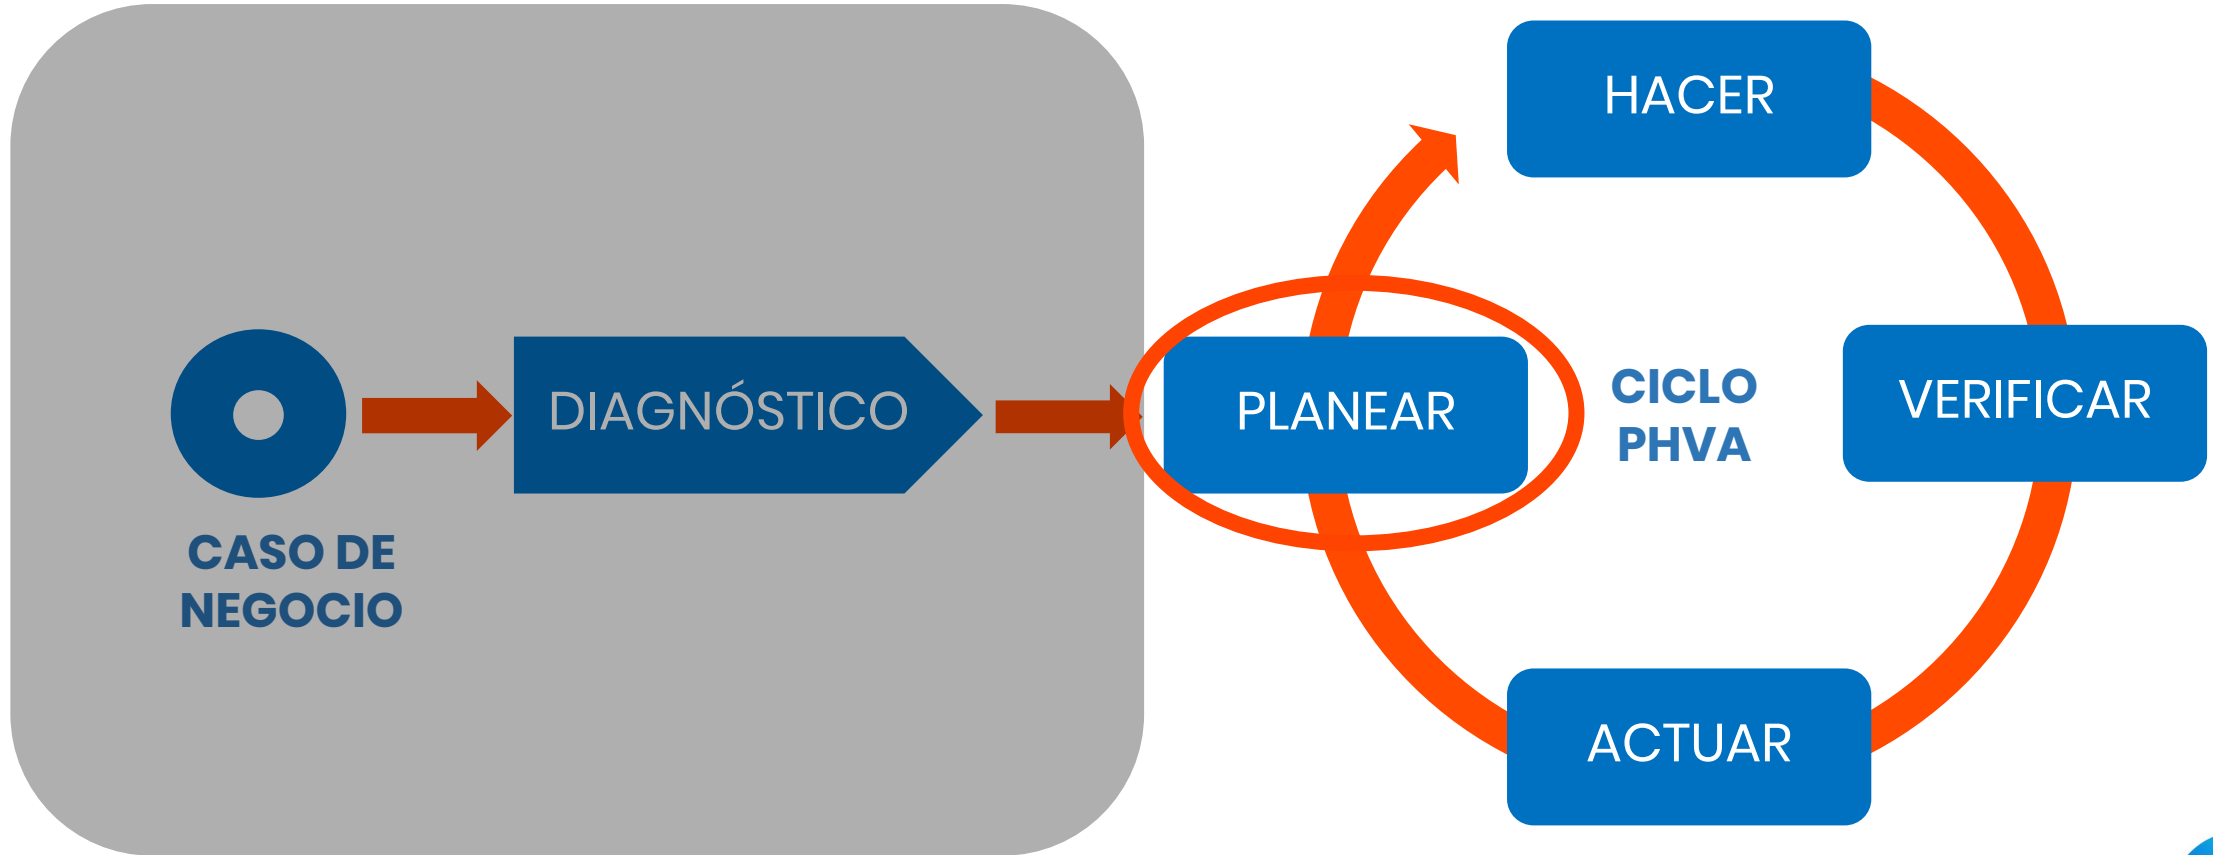 CASO DE
NEGOCIO
DIAGNÓSTICO
PLANEAR
CICLO
PHVA
HACER
VERIFICAR
ACTUAR